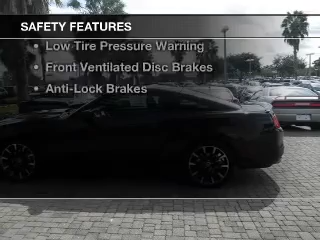 SAFETY FEATURES
• Low Tire Pressure Warning
• Front Ventilated Disc Brakes
• Anti-Lock Brakes